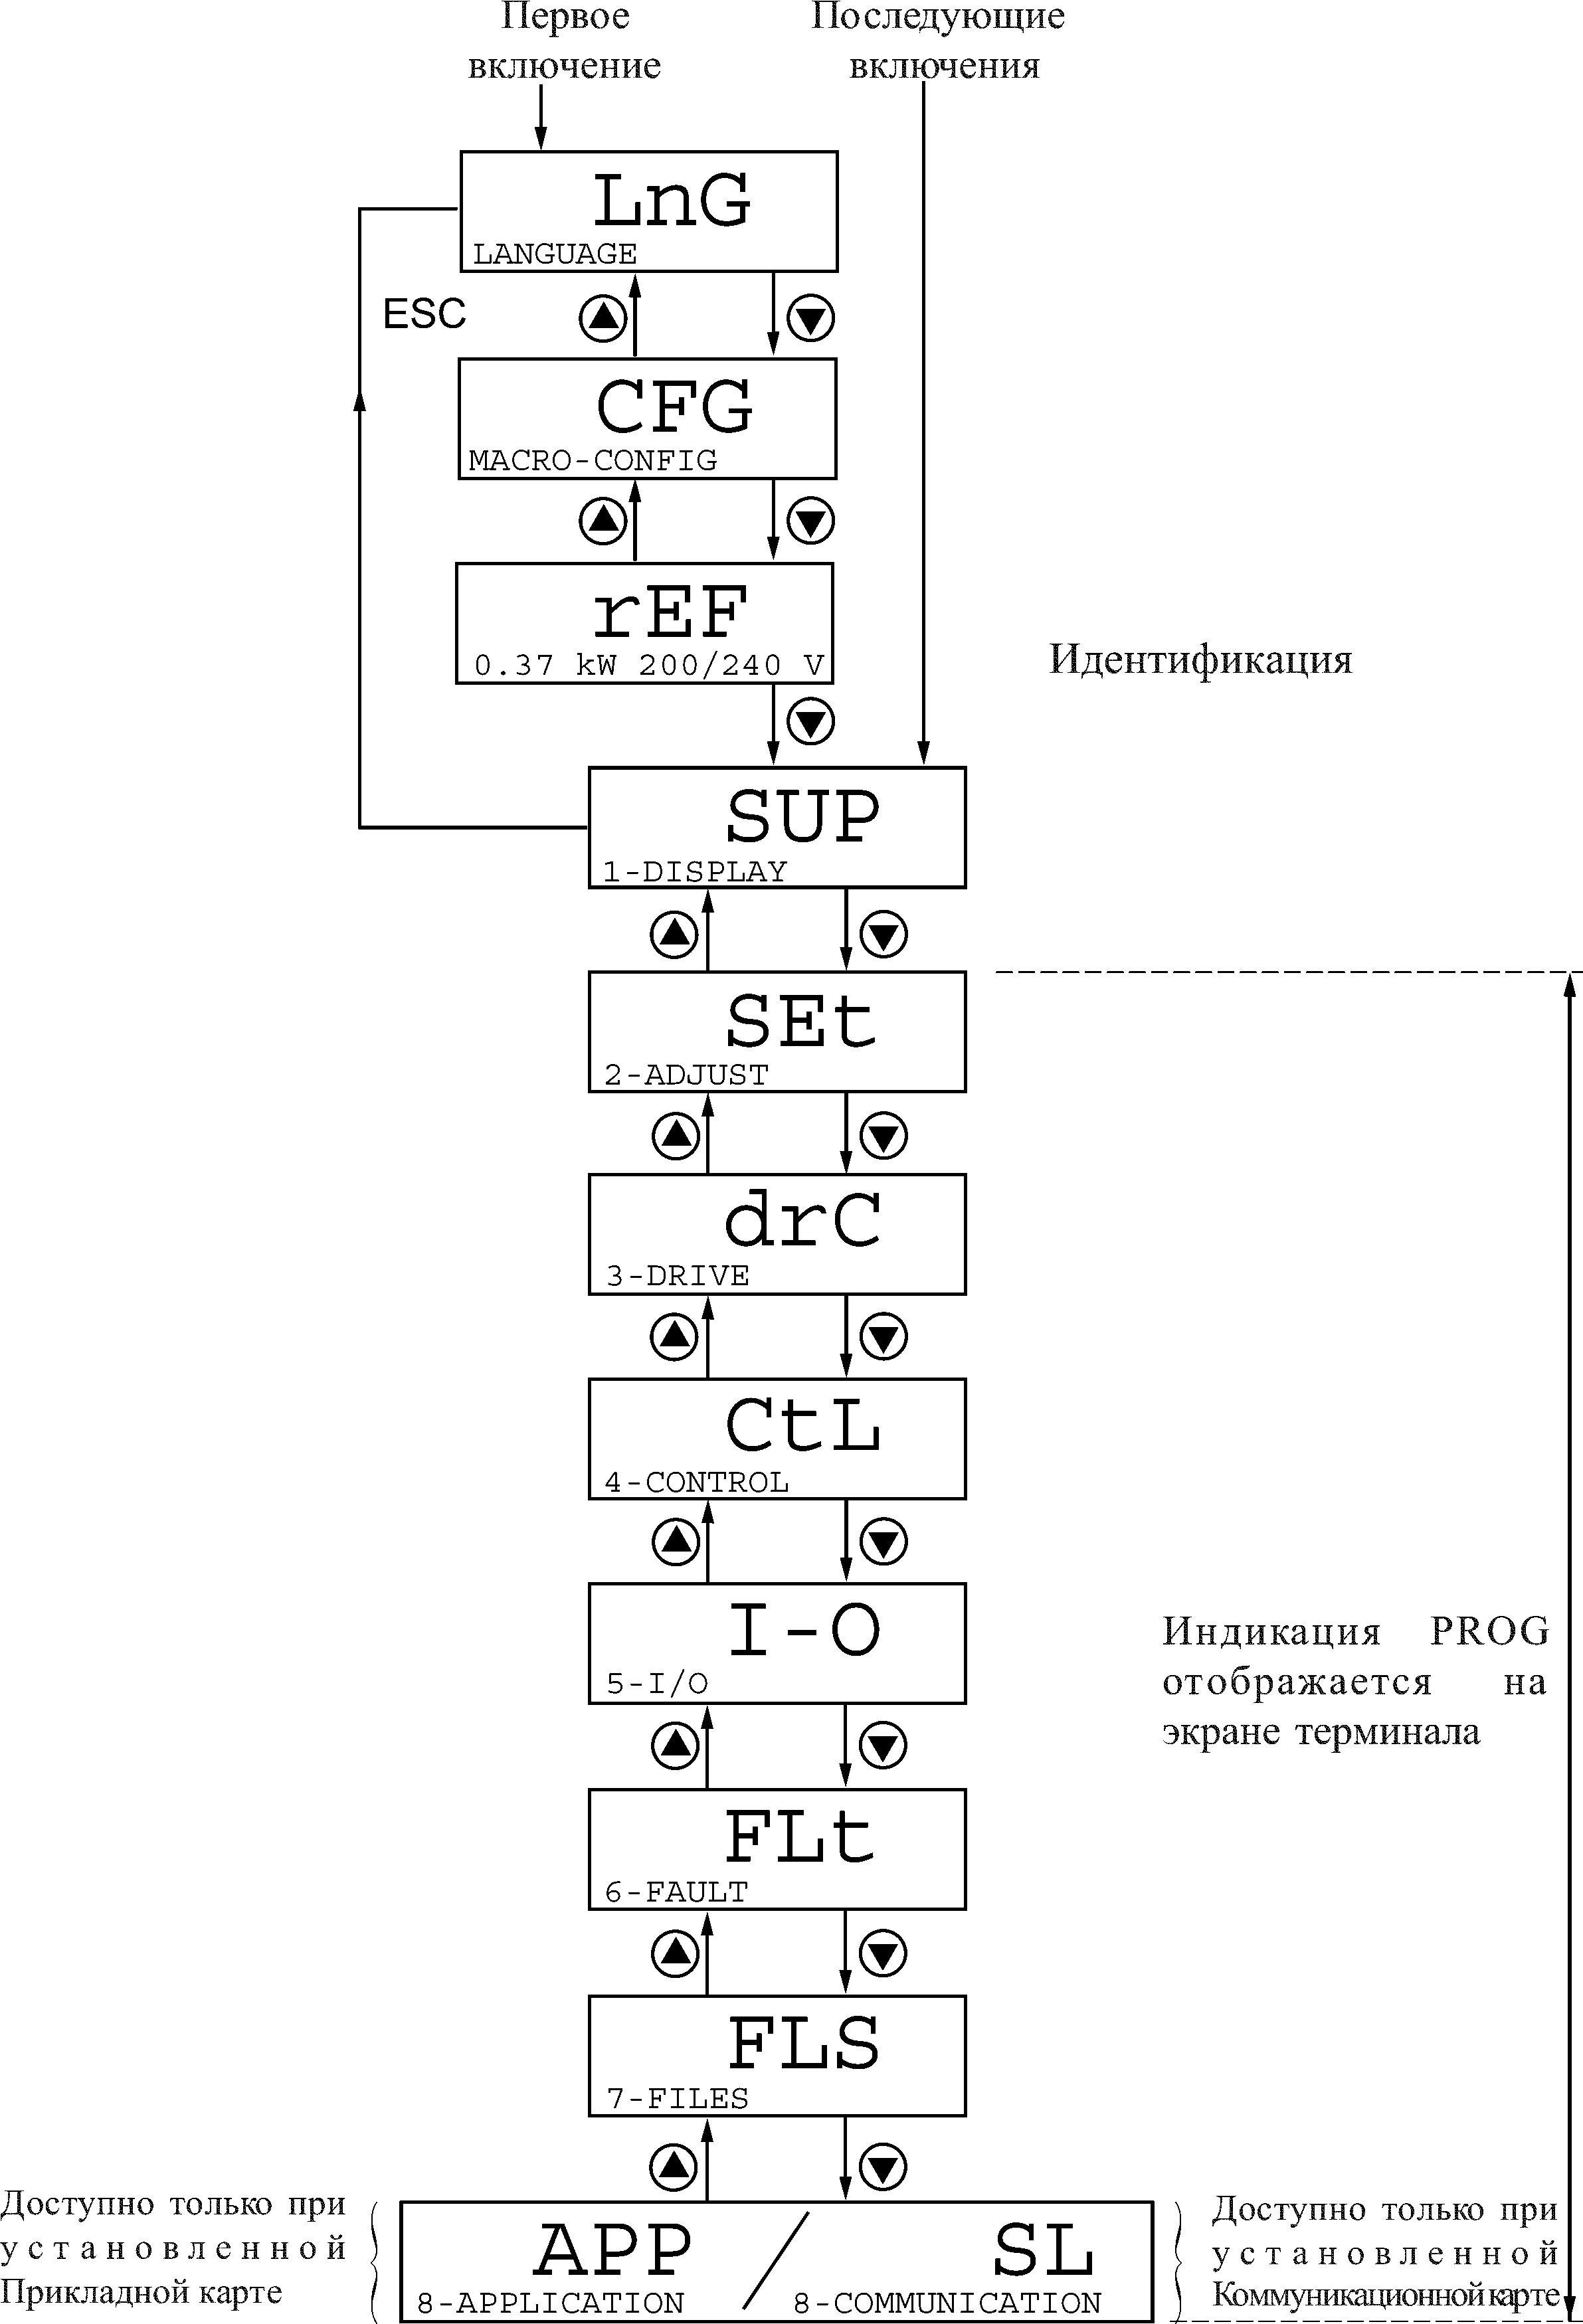 Первое
включение
Последующие
включения
LnG
LANGUAGE
ESC
CFG
MACRO-CONFIG
rEF
0.37 kW 200/240 V
Идентификация
SUP
1-DISPLAY
SEt
2-ADJUST
drC
3-DRIVE
CtL
4-CONTROL
I-O
5-I/O
Индикация PROG
отображается на
экране терминала
FLt
6-FAULT
FLS
7-FILES
Доступно только при
установленной
Прикладной карте
APP / SL
8-APPLICATION 8-COMMUNICATION
Доступно только при
установленной
Коммуникационной карте